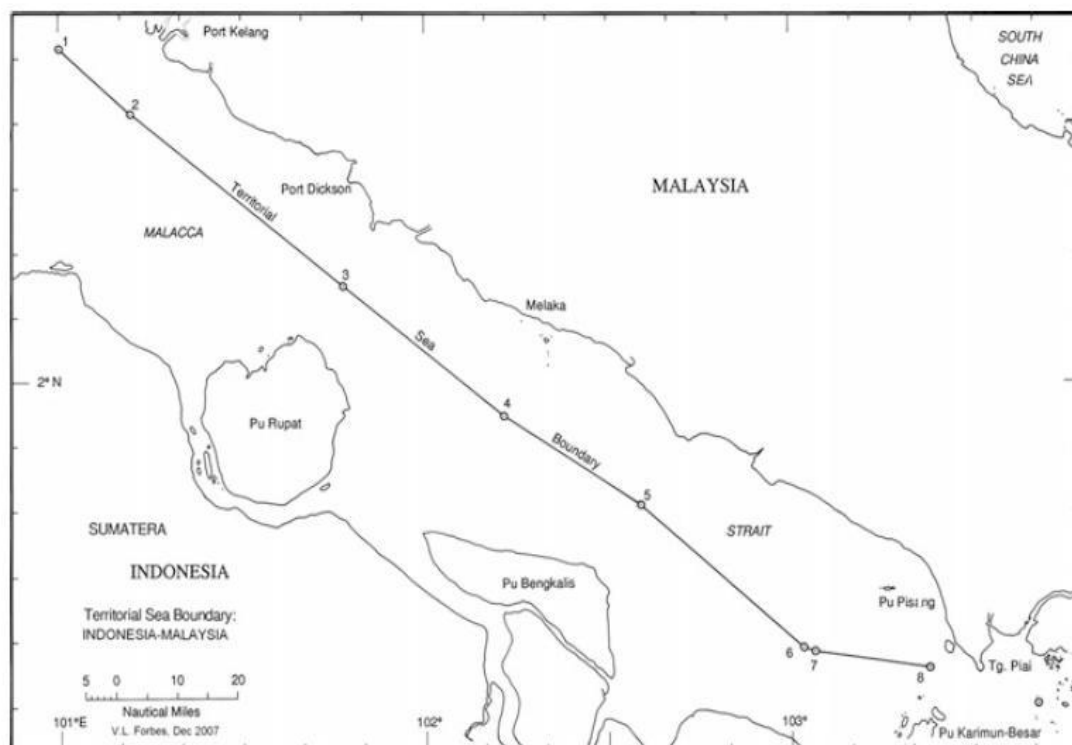 1
Port Kelang
SOUTH
CHINA
SEA
2
Port Dickson
MALAYSIA
Territorial
MALACCA
3
Melaka
Sea
2° N
4
Pu Rupat
Boundary
5
STRAIT
SUMATERA
INDONESIA
Pu Bengkalis
Pu Pisang
Territorial Sea Boundary:
INDONESIA-MALAYSIA
6
7
8
Tg. Piai
5 0 10 20
Nautical Miles
V.L. Forbes, Dec 2007
101°E
102°
103°
Pu Karimun-Besar